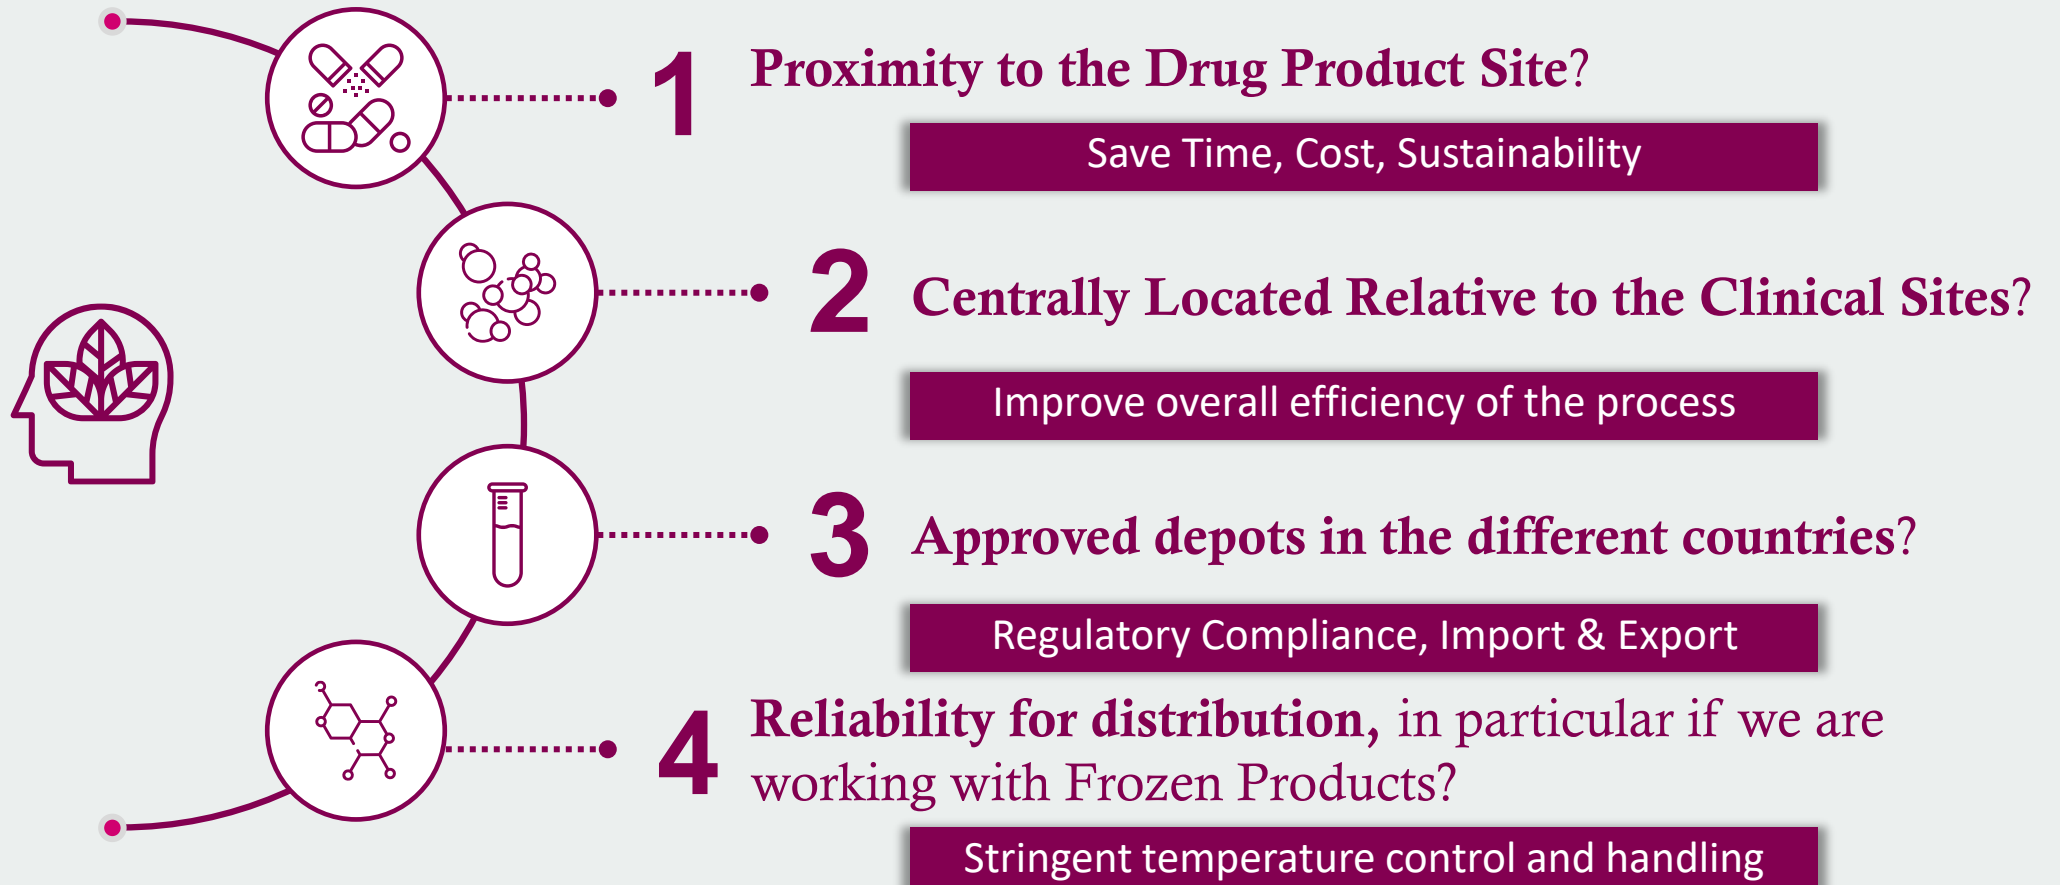 1
Proximity to the Drug Product Site?
Save Time, Cost, Sustainability
2
Centrally Located Relative to the Clinical Sites?
Improve overall efficiency of the process
3
Approved depots in the different countries?
Regulatory Compliance, Import & Export
4
Reliability for distribution, in particular if we are
working with Frozen Products?
Stringent temperature control and handling